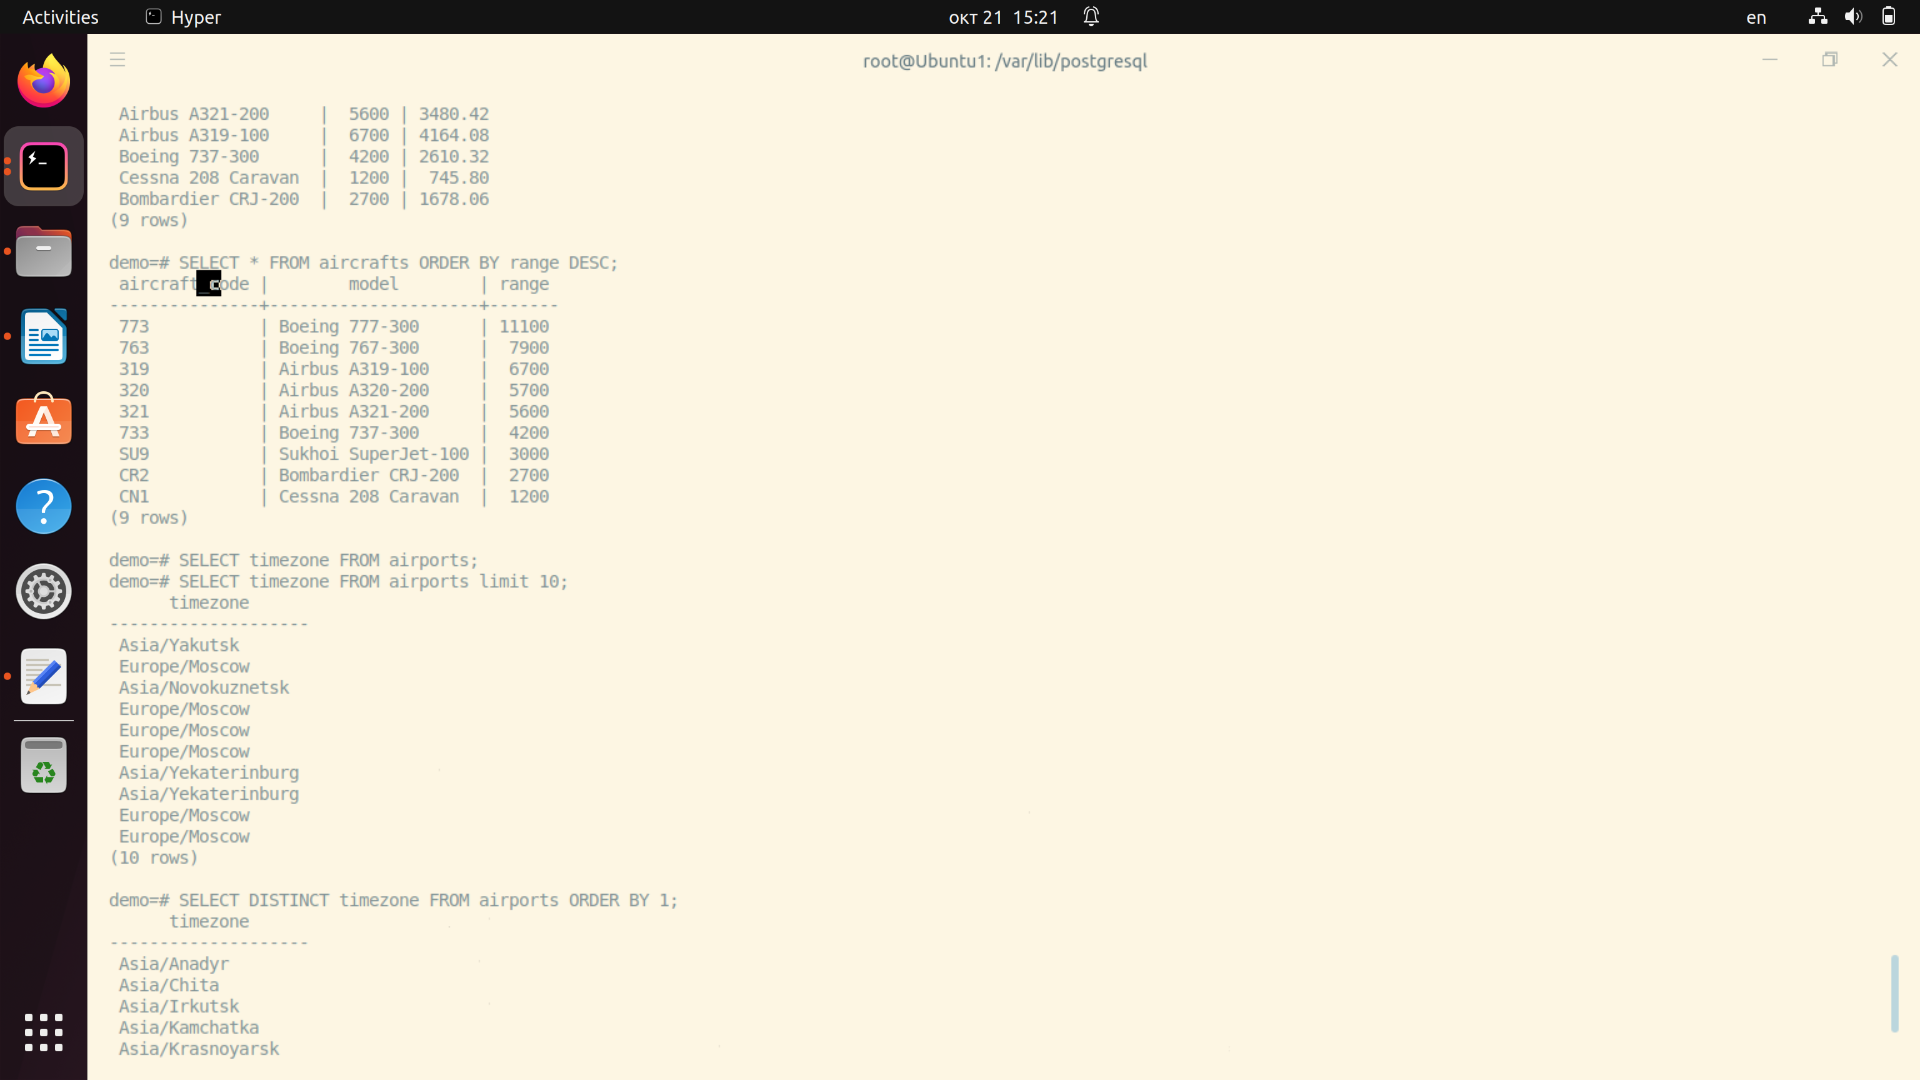 Activities Hyper окт 21 15:21 en
root@Ubuntu1: /var/lib/postgresql
 Airbus A321-200     |  5600 | 3480.42
 Airbus A319-100     |  6700 | 4164.08
 Boeing 737-300      |  4200 | 2610.32
 Cessna 208 Caravan  |  1200 |  745.80
 Bombardier CRJ-200  |  2700 | 1678.06
(9 rows)
demo=# SELECT * FROM aircrafts ORDER BY range DESC;
 aircraft_code |        model        | range
---------------+---------------------+-------
 773           | Boeing 777-300      | 11100
 763           | Boeing 767-300      |  7900
 319           | Airbus A319-100     |  6700
 320           | Airbus A320-200     |  5700
 321           | Airbus A321-200     |  5600
 733           | Boeing 737-300      |  4200
 SU9           | Sukhoi SuperJet-100 |  3000
 CR2           | Bombardier CRJ-200  |  2700
 CN1           | Cessna 208 Caravan  |  1200
(9 rows)
demo=# SELECT timezone FROM airports;
demo=# SELECT timezone FROM airports limit 10;
      timezone
--------------------
 Asia/Yakutsk
 Europe/Moscow
 Asia/Novokuznetsk
 Europe/Moscow
 Europe/Moscow
 Europe/Moscow
 Asia/Yekaterinburg
 Asia/Yekaterinburg
 Europe/Moscow
 Europe/Moscow
(10 rows)
demo=# SELECT DISTINCT timezone FROM airports ORDER BY 1;
      timezone
--------------------
 Asia/Anadyr
 Asia/Chita
 Asia/Irkutsk
 Asia/Kamchatka
 Asia/Krasnoyarsk